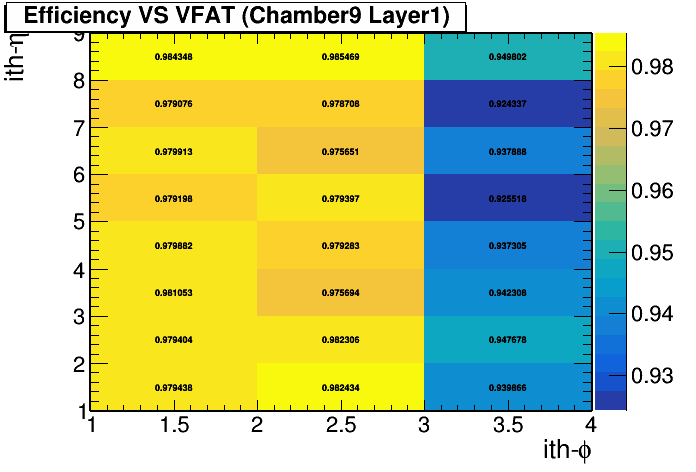 Efficiency VS VFAT (Chamber9 Layer1)
ith-η
9
8
7
6
5
4
3
2
1
0.984348 0.985469 0.949802
0.979076 0.978708 0.924337
0.979913 0.975651 0.937888
0.979198 0.979397 0.925518
0.979882 0.979283 0.937305
0.981053 0.975694 0.942308
0.979404 0.982306 0.947678
0.979438 0.982434 0.939866
1 1.5 2 2.5 3 3.5 4
ith-ϕ
0.98
0.97
0.96
0.95
0.94
0.93